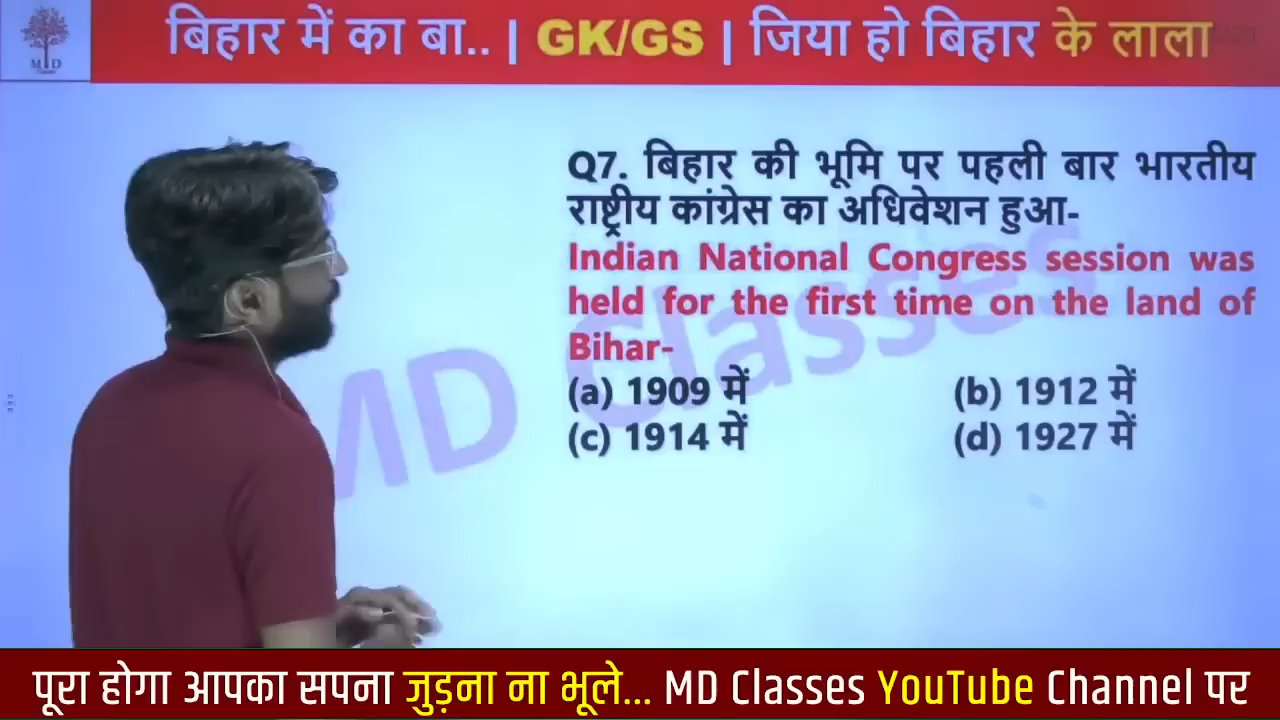 बिहार में का बा.. | GK/GS | जिया हो बिहार के लाला
M D
Q7. बिहार की भूमि पर पहली बार भारतीय
राष्ट्रीय कांग्रेस का अधिवेशन हुआ-
Indian National Congress session was
held for the first time on the land of
Bihar-
(a) 1909 में (b) 1912 में
(c) 1914 में (d) 1927 में
MD Classes
पूरा होगा आपका सपना जुड़ना ना भूले... MD Classes YouTube Channel पर